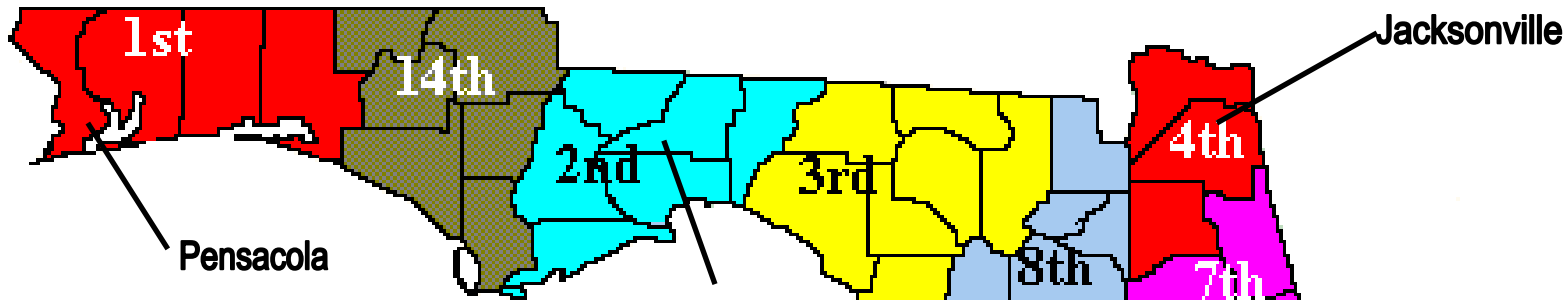 1st
Jacksonville
14th
4th
2nd
3rd
Pensacola
8th
7th